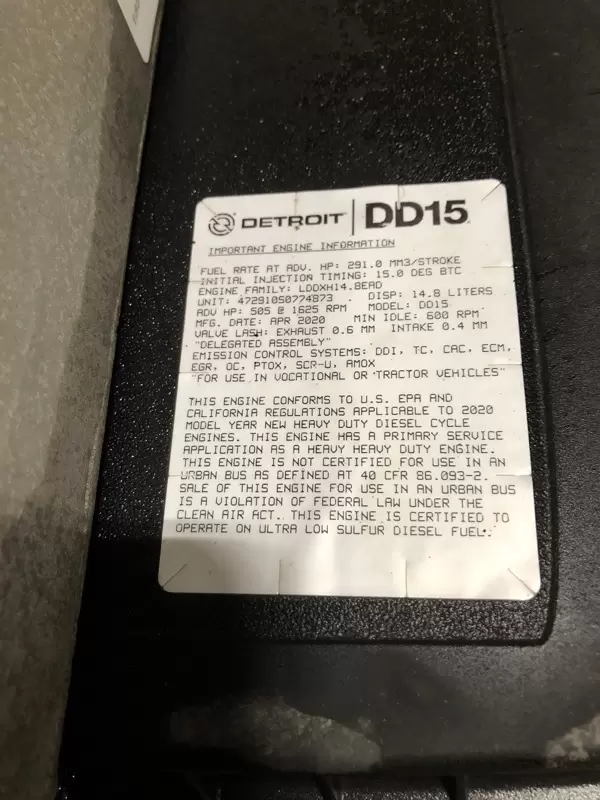 DETROIT | DD15
IMPORTANT ENGINE INFORMATION
FUEL RATE AT ADV. HP: 291.0 MM3/STROKE
INITIAL INJECTION TIMING: 15.0 DEG BTC
ENGINE FAMILY: LDDXH14.8EAD
UNIT: 472910S0774873 DISP: 14.8 LITERS
ADV HP: 505 @ 1625 RPM MODEL: DD15
MFG. DATE: APR 2020 MIN IDLE: 600 RPM
VALVE LASH: EXHAUST 0.6 MM INTAKE 0.4 MM
"DELEGATED ASSEMBLY"
EMISSION CONTROL SYSTEMS: DDI, TC, CAC, ECM,
EGR, OC, PTOX, SCR-U, AMOX
"FOR USE IN VOCATIONAL OR TRACTOR VEHICLES"
THIS ENGINE CONFORMS TO U.S. EPA AND
CALIFORNIA REGULATIONS APPLICABLE TO 2020
MODEL YEAR NEW HEAVY DUTY DIESEL CYCLE
ENGINES. THIS ENGINE HAS A PRIMARY SERVICE
APPLICATION AS A HEAVY HEAVY DUTY ENGINE.
THIS ENGINE IS NOT CERTIFIED FOR USE IN AN
URBAN BUS AS DEFINED AT 40 CFR 86.093-2.
SALE OF THIS ENGINE FOR USE IN AN URBAN BUS
IS A VIOLATION OF FEDERAL LAW UNDER THE
CLEAN AIR ACT. THIS ENGINE IS CERTIFIED TO
OPERATE ON ULTRA LOW SULFUR DIESEL FUEL.